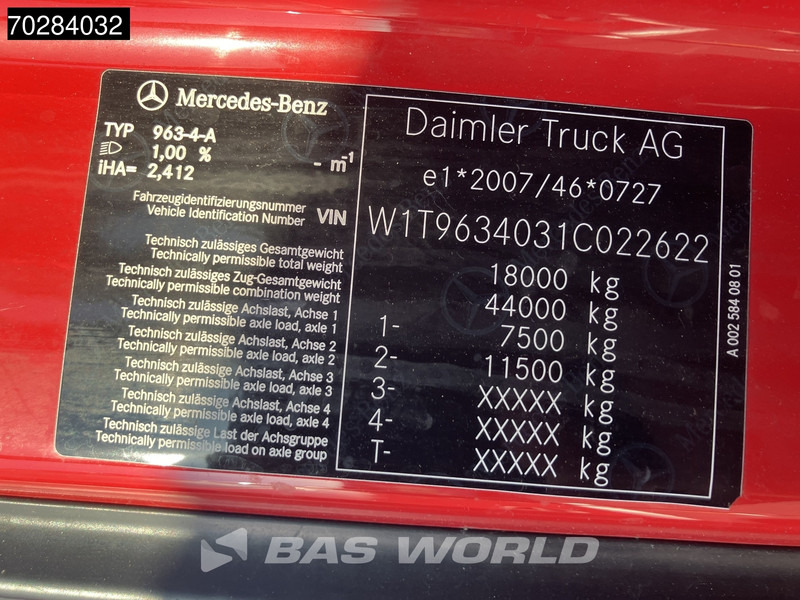 70284032
Mercedes-Benz
TYP 963-4-A
1,00 %
iHA= 2,412 - m-1
Fahrzeugidentifizierungsnummer
Vehicle Identification Number VIN
Technisch zulässiges Gesamtgewicht
Technically permissible total weight
Technisch zulässiges Zug-Gesamtgewicht
Technically permissible combination weight
Technisch zulässige Achslast, Achse 1
Technically permissible axle load, axle 1
Technisch zulässige Achslast, Achse 2
Technically permissible axle load, axle 2
Technisch zulässige Achslast, Achse 3
Technically permissible axle load, axle 3
Technisch zulässige Achslast, Achse 4
Technically permissible axle load, axle 4
Technisch zulässige Last der Achsgruppe
Technically permissible load on axle group
Daimler Truck AG
e1*2007/46*0727
W1T9634031C022622
18000 kg
44000 kg
1- 7500 kg
2- 11500 kg
3- XXXXX kg
4- XXXXX kg
T- XXXXX kg
A 002 584 08 01
BAS WORLD